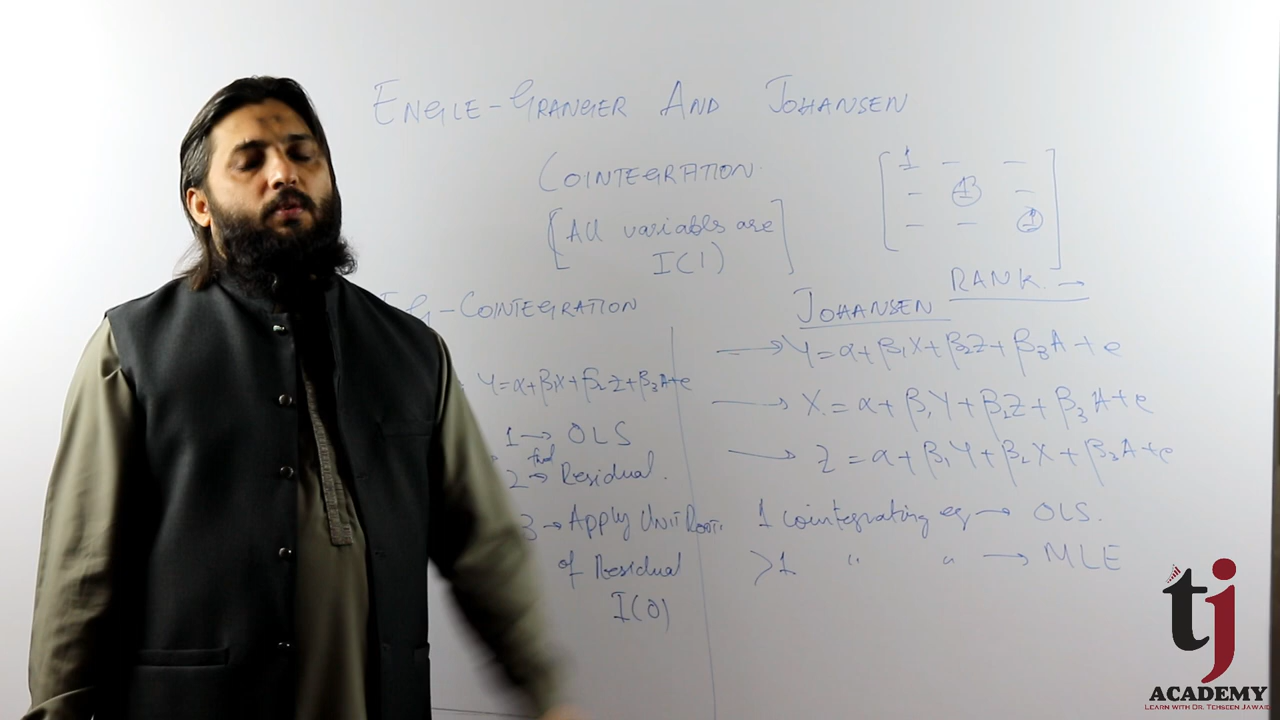 ENGLE-GRANGER AND JOHANSEN
COINTEGRATION.
[All variables are
I(1)]
1 — —
— —
— — 1
RANK. →
EG-COINTEGRATION
Y=α+β1X+β2Z+β3A+e
1 → OLS
find
2 → Residual.
3 → Apply Unit Root.
of Residual
I(0)
JOHANSEN
→ Y=α+β1X+β2Z+β3A+e
→ X.=α+β1Y+β2Z+β3A+e
→ Z=α+β1Y+β2X+β3A+e
1 cointegrating eq → OLS.
>1 " " → MLE
tj
ACADEMY
LEARN WITH DR. TEHSEEN JAWAID